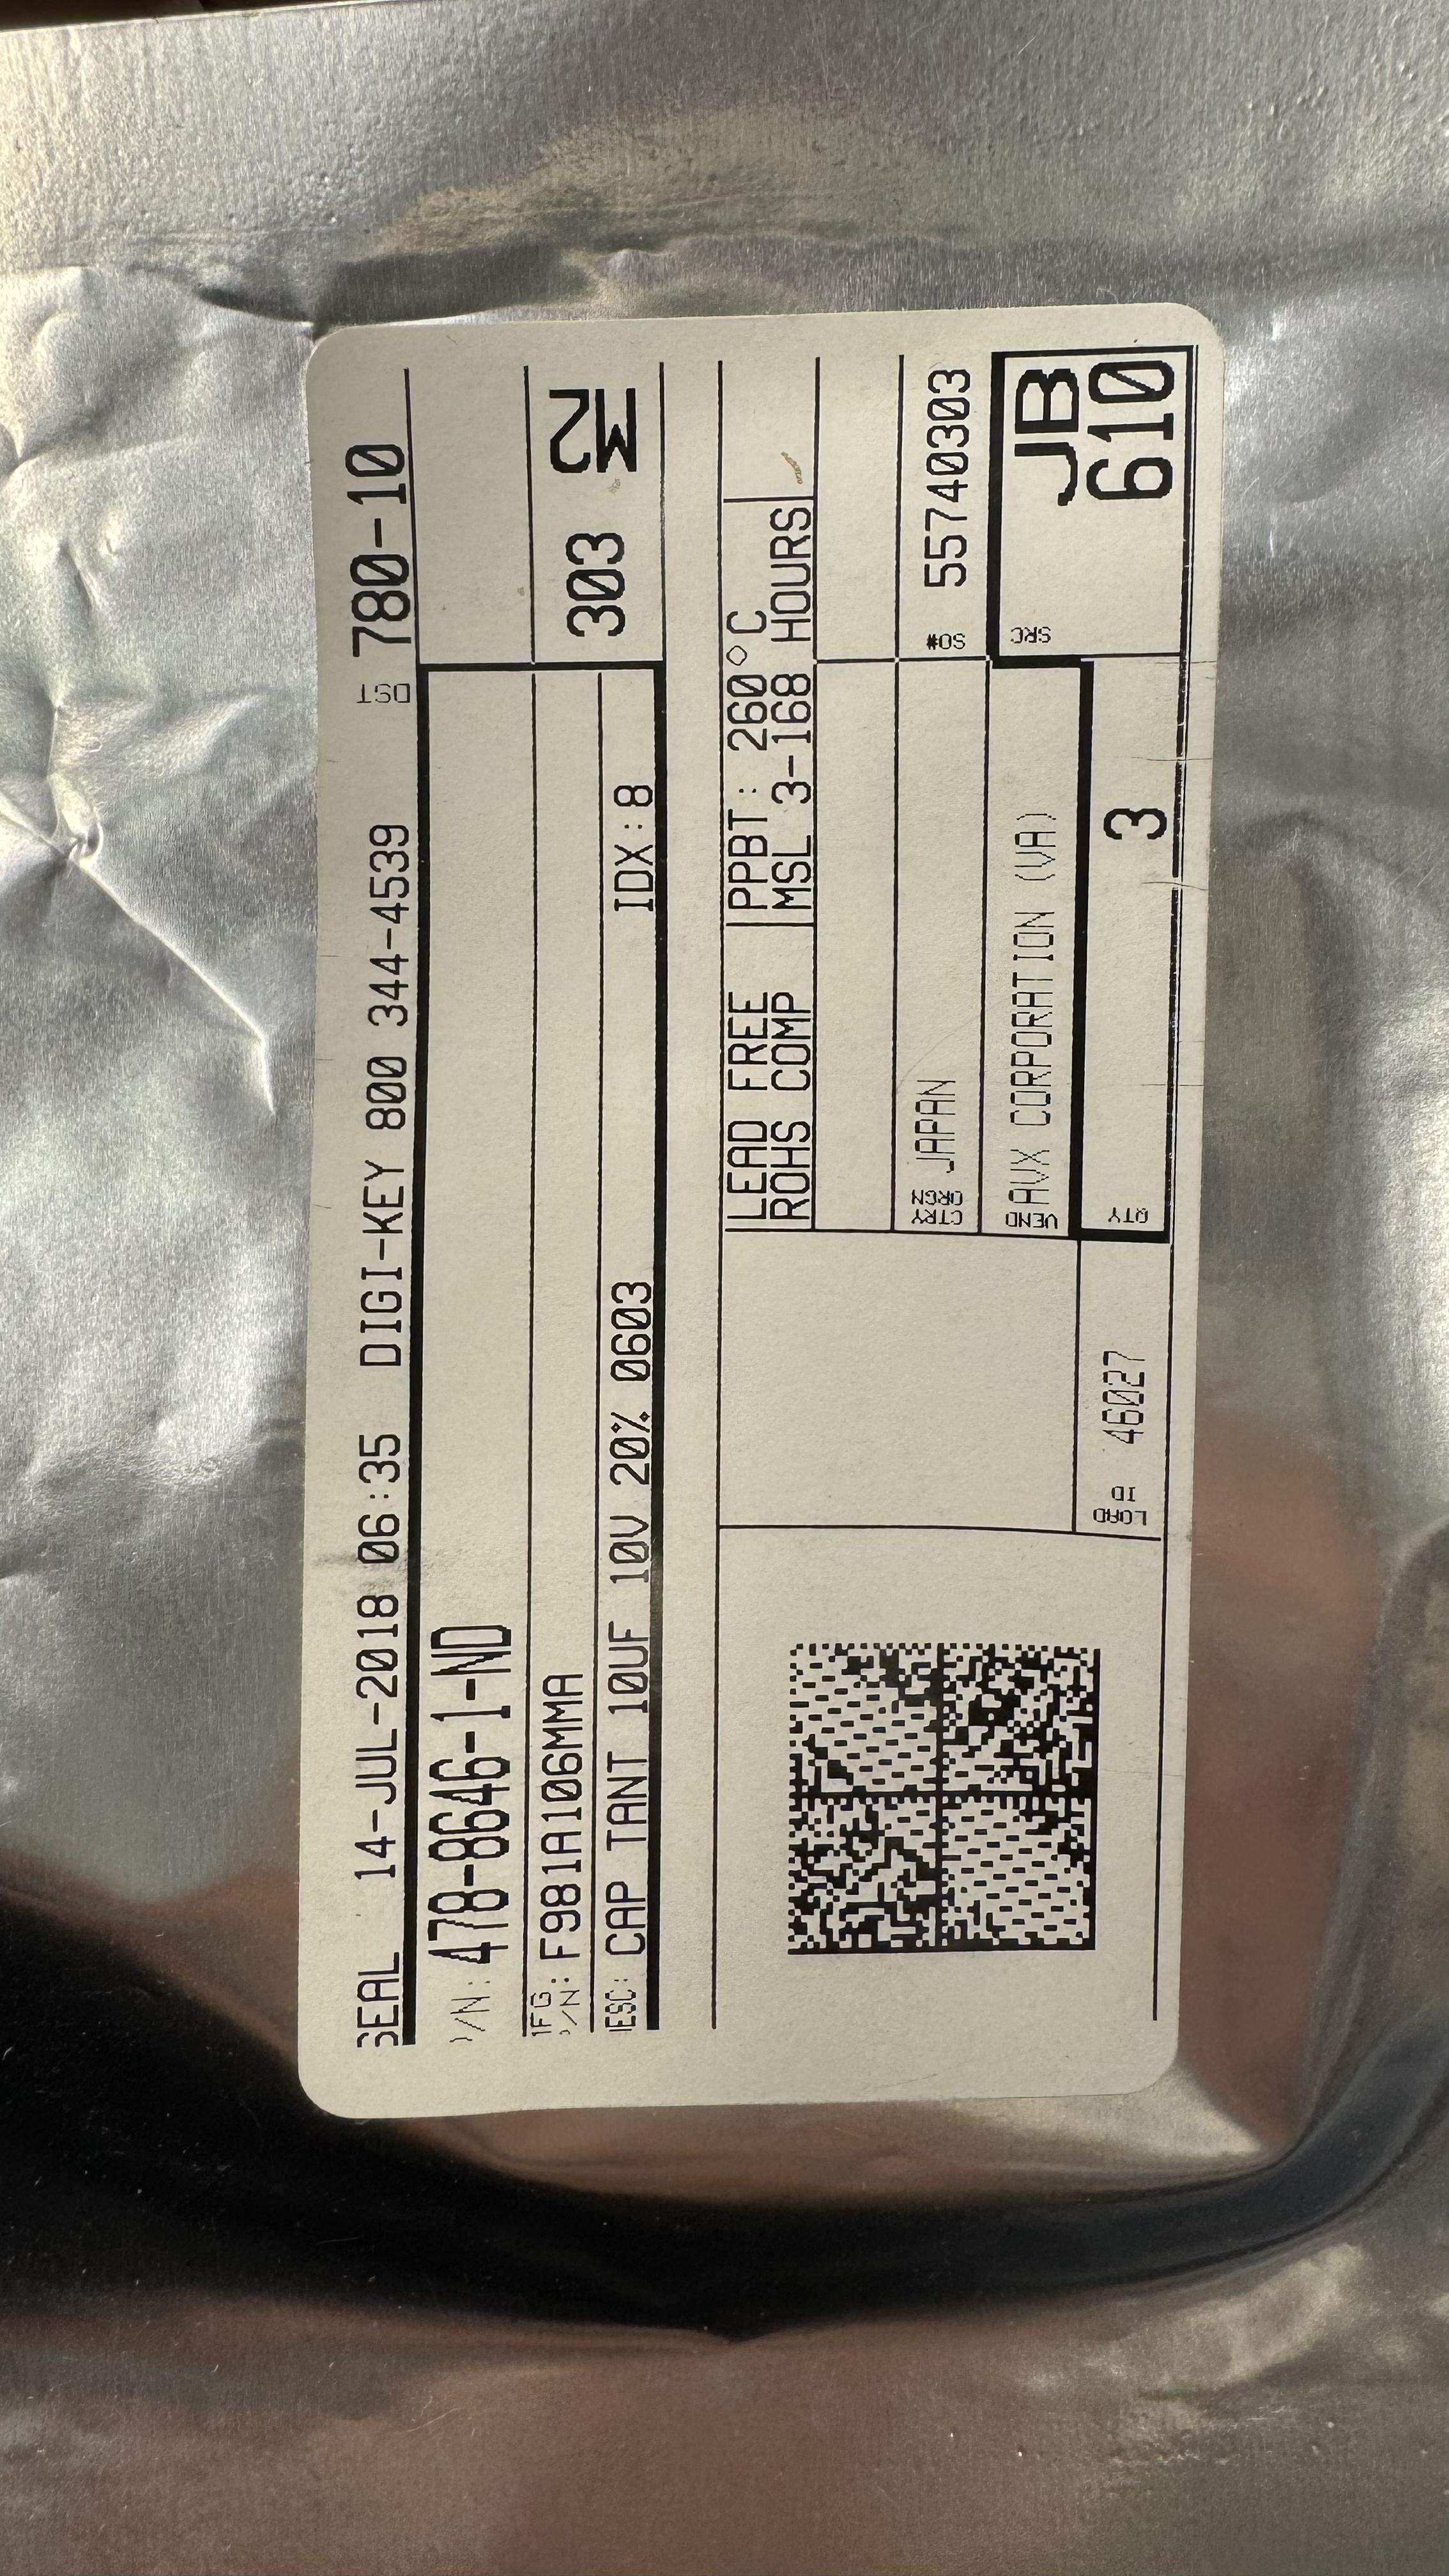 SEAL 14-JUL-2018 06:35 DIGI-KEY 800 344-4539 DST 780-10
P/N: 478-8646-1-ND
MFG P/N: F981A106MMA
303 M2
DESC: CAP TANT 10UF 10V 20% 0603 IDX:8
LEAD FREE PPBT: 260°C
ROHS COMP MSL 3-168 HOURS
CTRY ORGN JAPAN SO# 55740303
VEND AVX CORPORATION (VA)
SRC JB 610
LOAD ID 46027 QTY 3